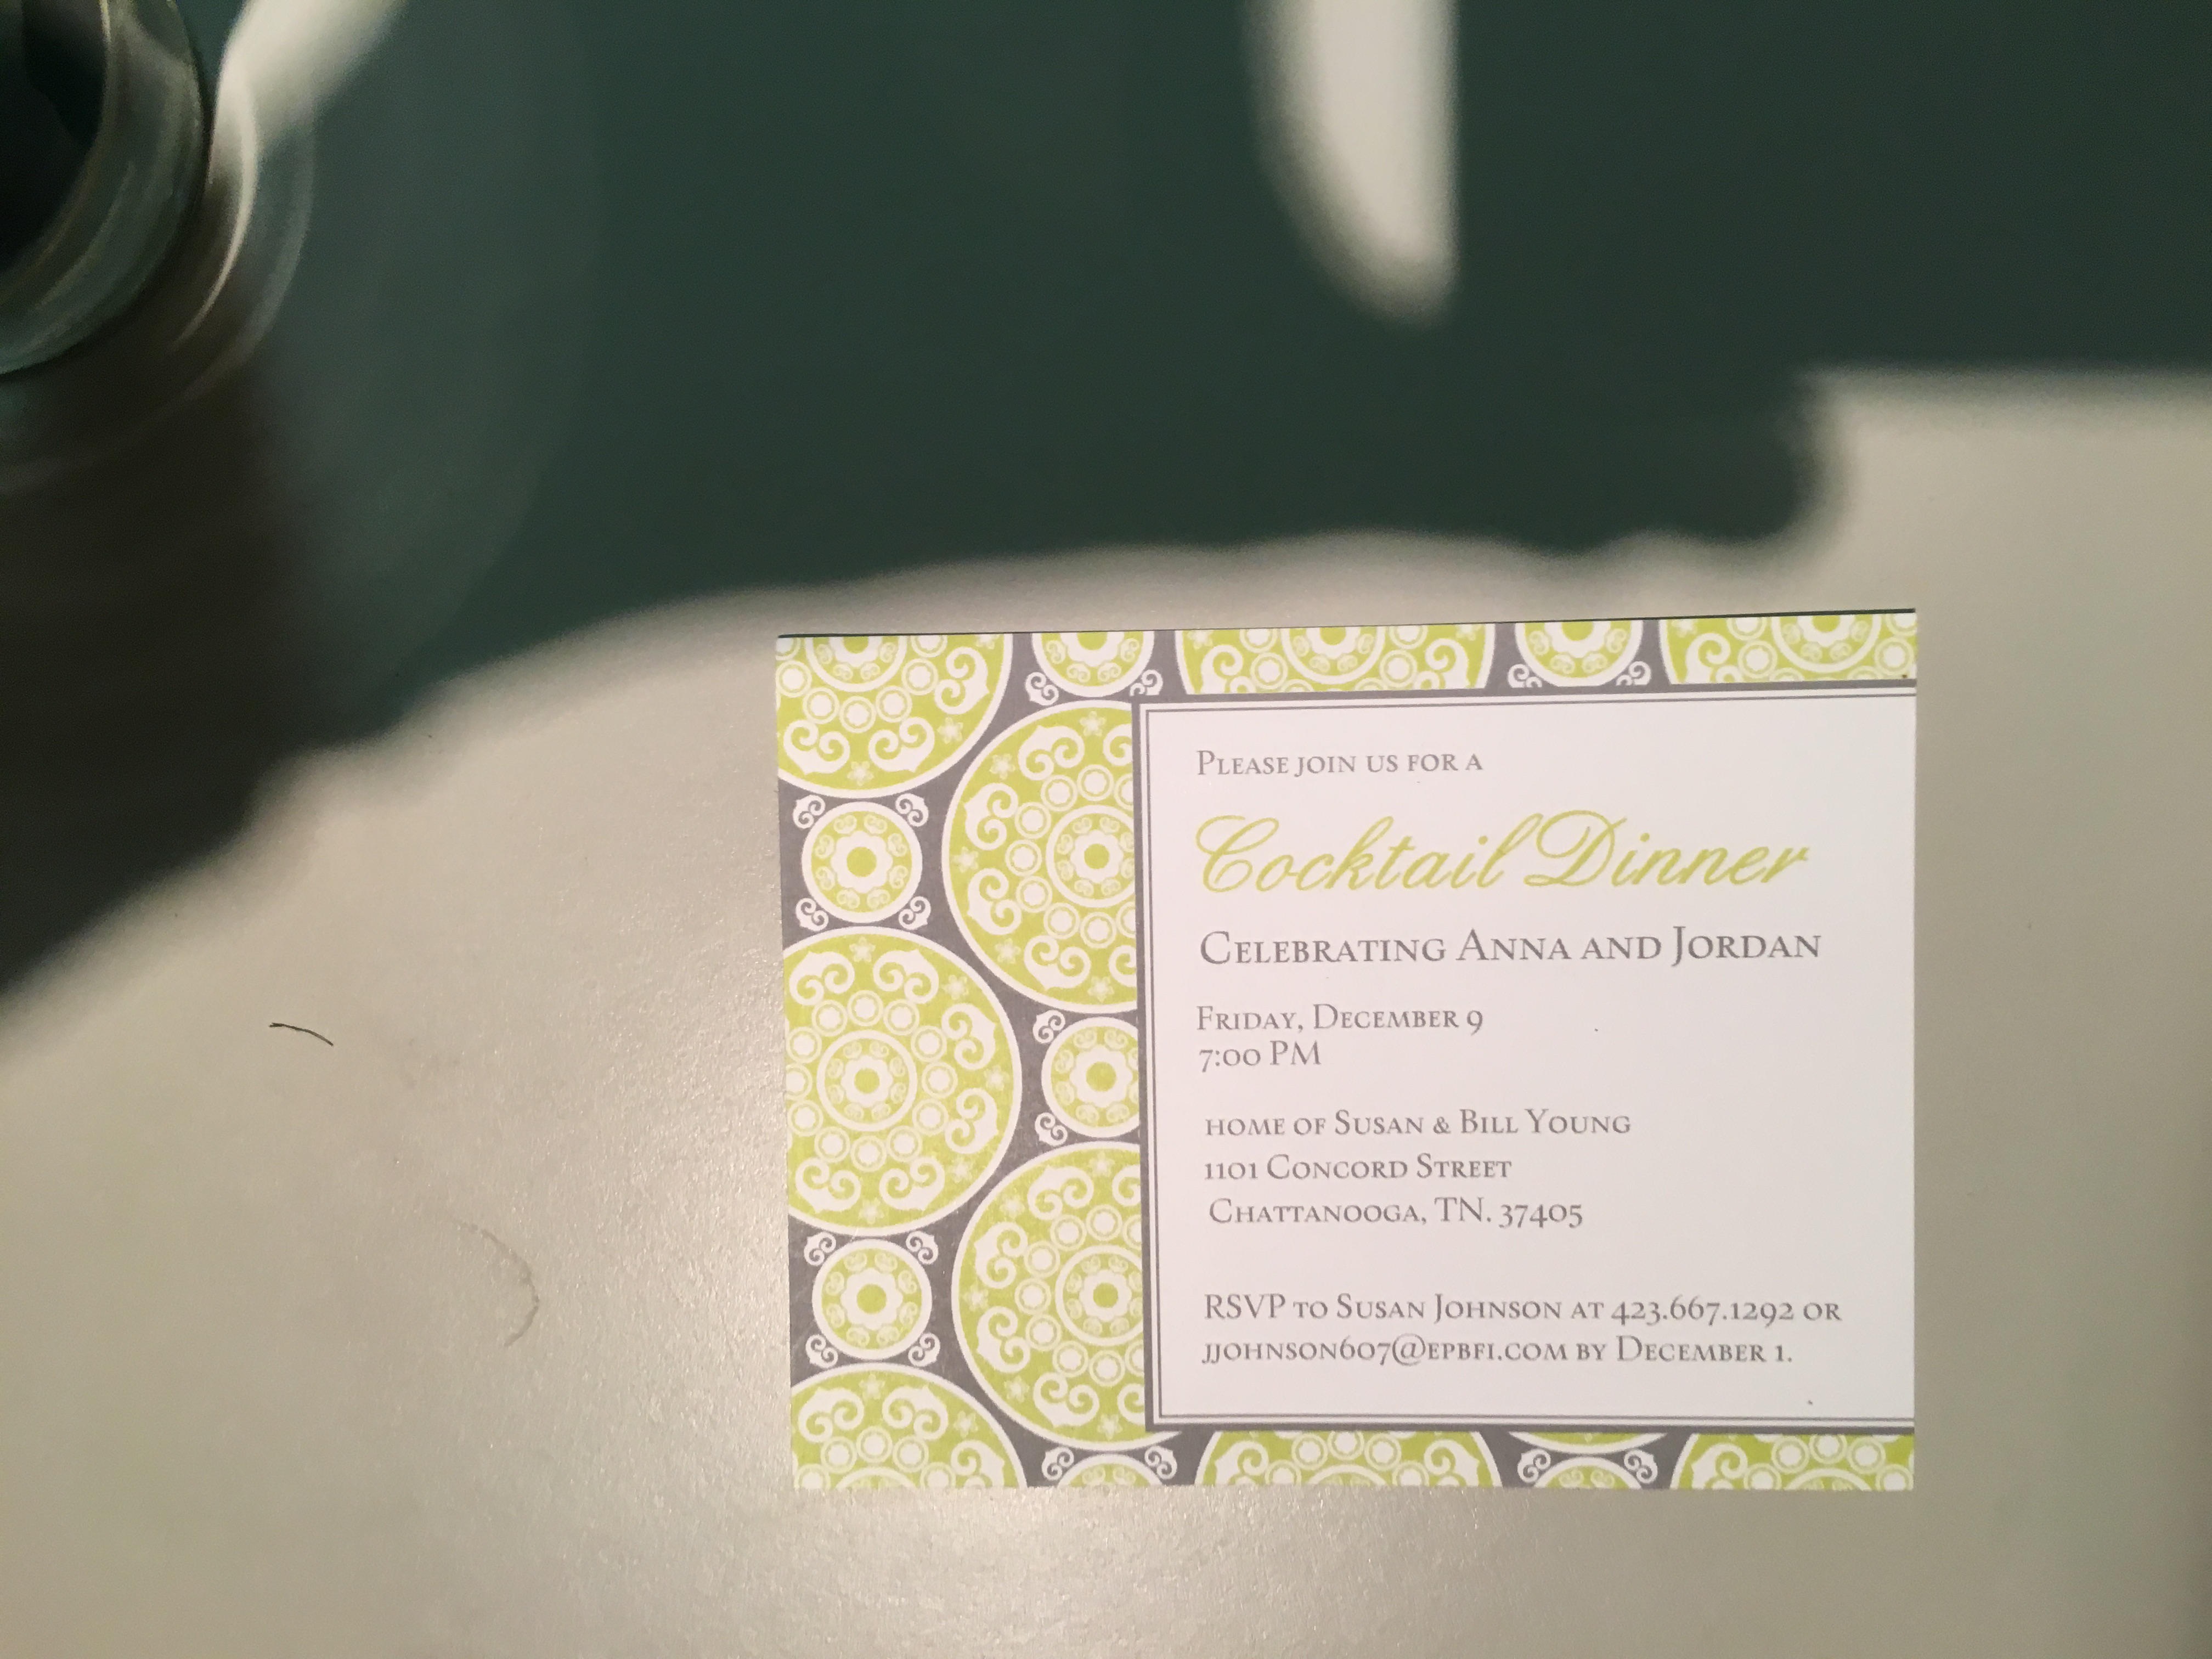 Please join us for a
Cocktail Dinner
Celebrating Anna and Jordan
Friday, December 9
7:00 PM
home of Susan & Bill Young
1101 Concord Street
Chattanooga, TN. 37405
RSVP to Susan Johnson at 423.667.1292 or
jjohnson607@epbfi.com by December 1.